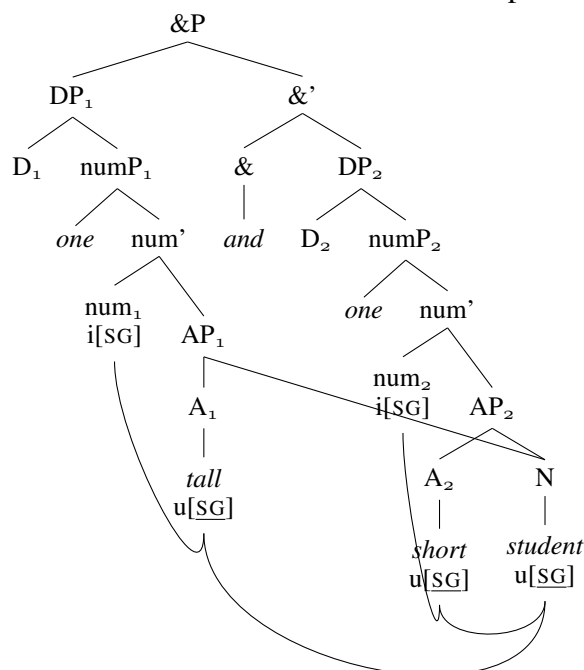 &P
DP₁ &’
D₁ numP₁ & DP₂
one num’ and D₂ numP₂
num₁ AP₁ one num’
i[SG]
A₁ num₂ AP₂
i[SG]
tall A₂ N
u[SG]
short student
u[SG] u[SG]